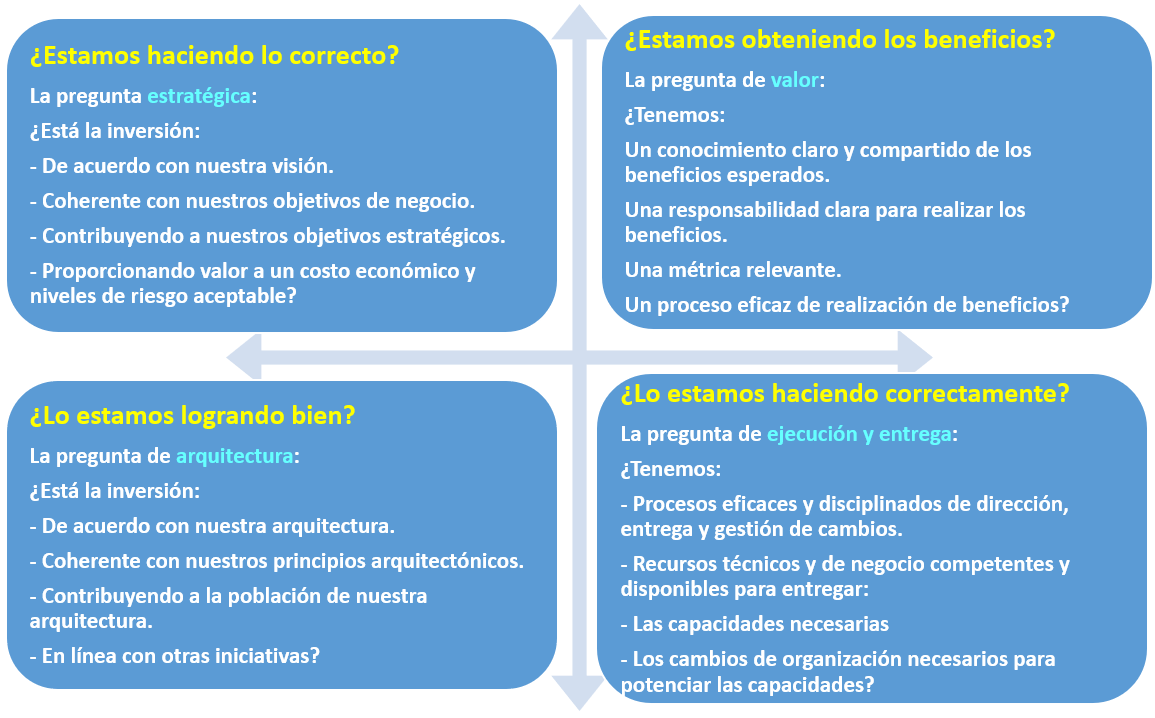 ¿Estamos haciendo lo correcto?
La pregunta estratégica:
¿Está la inversión:
- De acuerdo con nuestra visión.
- Coherente con nuestros objetivos de negocio.
- Contribuyendo a nuestros objetivos estratégicos.
- Proporcionando valor a un costo económico y
niveles de riesgo aceptable?
¿Estamos obteniendo los beneficios?
La pregunta de valor:
¿Tenemos:
Un conocimiento claro y compartido de los
beneficios esperados.
Una responsabilidad clara para realizar los
beneficios.
Una métrica relevante.
Un proceso eficaz de realización de beneficios?
¿Lo estamos logrando bien?
La pregunta de arquitectura:
¿Está la inversión:
- De acuerdo con nuestra arquitectura.
- Coherente con nuestros principios arquitectónicos.
- Contribuyendo a la población de nuestra
arquitectura.
- En línea con otras iniciativas?
¿Lo estamos haciendo correctamente?
La pregunta de ejecución y entrega:
¿Tenemos:
- Procesos eficaces y disciplinados de dirección,
entrega y gestión de cambios.
- Recursos técnicos y de negocio competentes y
disponibles para entregar:
- Las capacidades necesarias
- Los cambios de organización necesarios para
potenciar las capacidades?